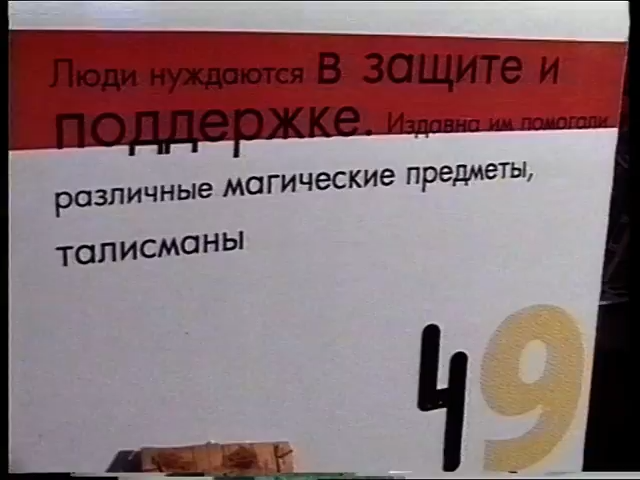 Люди нуждаются в защите и
поддержке. Издавна им помогали
различные магические предметы,
талисманы
49